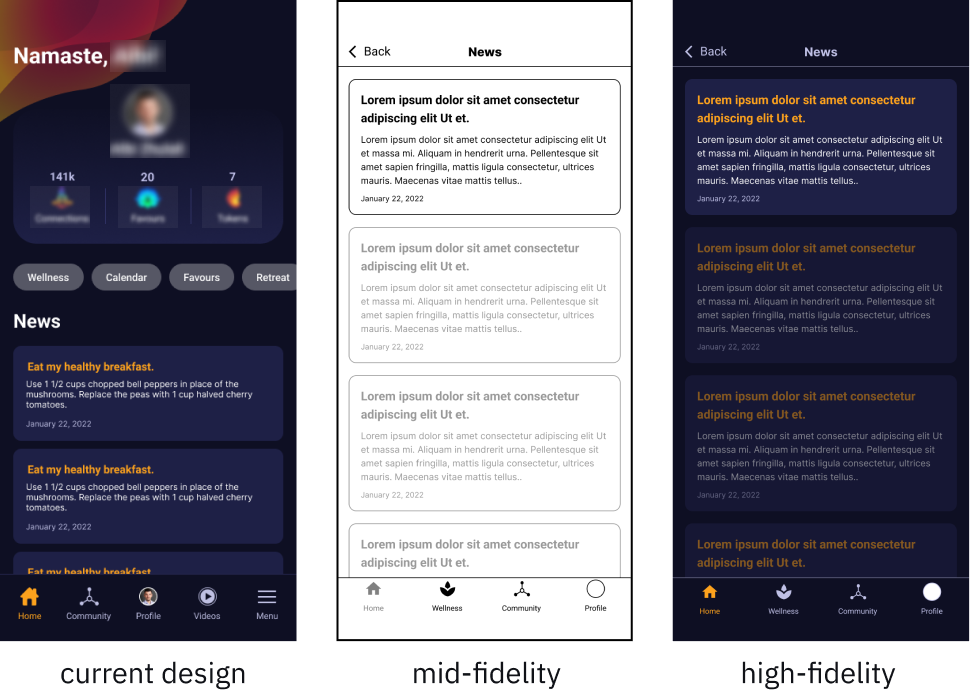 Namaste,
141k
20
7
Connections
Favours
Tokens
Wellness
Calendar
Favours
Retreat
News
Eat my healthy breakfast.
Use 1 1/2 cups chopped bell peppers in place of the
mushrooms. Replace the peas with 1 cup halved cherry
tomatoes.
January 22, 2022
Eat my healthy breakfast.
Use 1 1/2 cups chopped bell peppers in place of the
mushrooms. Replace the peas with 1 cup halved cherry
tomatoes.
January 22, 2022
Eat my healthy breakfast.
Home
Community
Profile
Videos
Menu
current design
Back
News
Lorem ipsum dolor sit amet consectetur
adipiscing elit Ut et.
Lorem ipsum dolor sit amet consectetur adipiscing elit Ut
et massa mi. Aliquam in hendrerit urna. Pellentesque sit
amet sapien fringilla, mattis ligula consectetur, ultrices
mauris. Maecenas vitae mattis tellus..
January 22, 2022
Lorem ipsum dolor sit amet consectetur
adipiscing elit Ut et.
Lorem ipsum dolor sit amet consectetur adipiscing elit Ut
et massa mi. Aliquam in hendrerit urna. Pellentesque sit
amet sapien fringilla, mattis ligula consectetur, ultrices
mauris. Maecenas vitae mattis tellus..
January 22, 2022
Lorem ipsum dolor sit amet consectetur
adipiscing elit Ut et.
Lorem ipsum dolor sit amet consectetur adipiscing elit Ut
et massa mi. Aliquam in hendrerit urna. Pellentesque sit
amet sapien fringilla, mattis ligula consectetur, ultrices
mauris. Maecenas vitae mattis tellus..
January 22, 2022
Lorem ipsum dolor sit amet consectetur
adipiscing elit Ut et.
Home
Wellness
Community
Profile
mid-fidelity
Back
News
Lorem ipsum dolor sit amet consectetur
adipiscing elit Ut et.
Lorem ipsum dolor sit amet consectetur adipiscing elit Ut
et massa mi. Aliquam in hendrerit urna. Pellentesque sit
amet sapien fringilla, mattis ligula consectetur, ultrices
mauris. Maecenas vitae mattis tellus..
January 22, 2022
Lorem ipsum dolor sit amet consectetur
adipiscing elit Ut et.
Lorem ipsum dolor sit amet consectetur adipiscing elit Ut
et massa mi. Aliquam in hendrerit urna. Pellentesque sit
amet sapien fringilla, mattis ligula consectetur, ultrices
mauris. Maecenas vitae mattis tellus..
January 22, 2022
Lorem ipsum dolor sit amet consectetur
adipiscing elit Ut et.
Lorem ipsum dolor sit amet consectetur adipiscing elit Ut
et massa mi. Aliquam in hendrerit urna. Pellentesque sit
amet sapien fringilla, mattis ligula consectetur, ultrices
mauris. Maecenas vitae mattis tellus..
January 22, 2022
Lorem ipsum dolor sit amet consectetur
adipiscing elit Ut et.
Home
Wellness
Community
Profile
high-fidelity